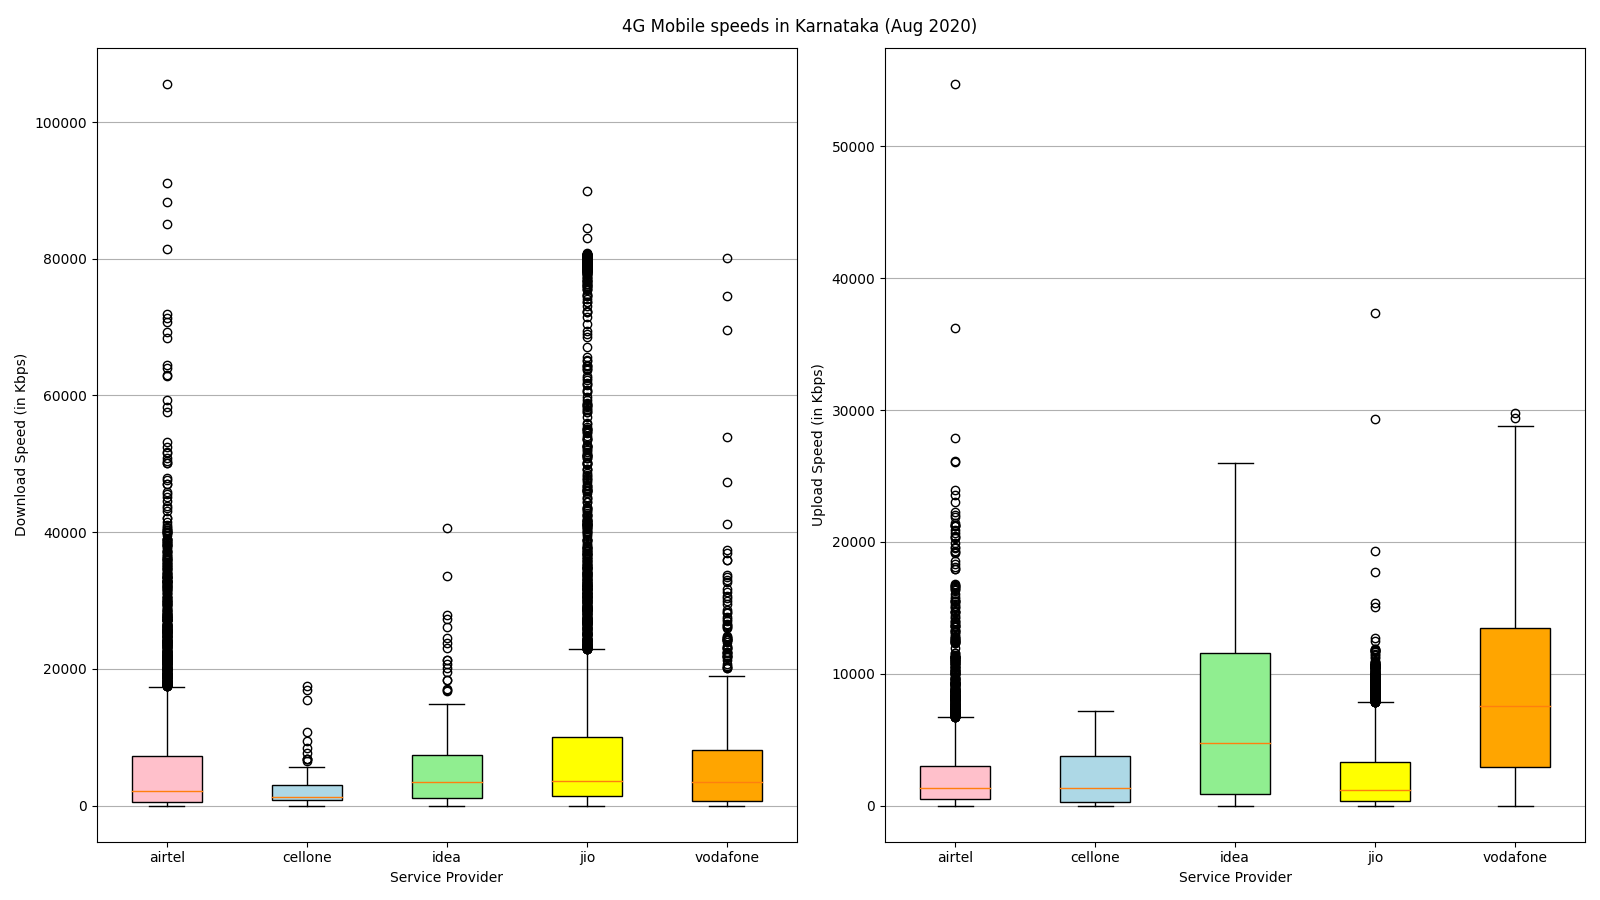 4G Mobile speeds in Karnataka (Aug 2020)
Download Speed (in Kbps)
100000
80000
60000
40000
20000
0
airtel cellone idea jio vodafone
Service Provider
Upload Speed (in Kbps)
50000
40000
30000
20000
10000
0
airtel cellone idea jio vodafone
Service Provider